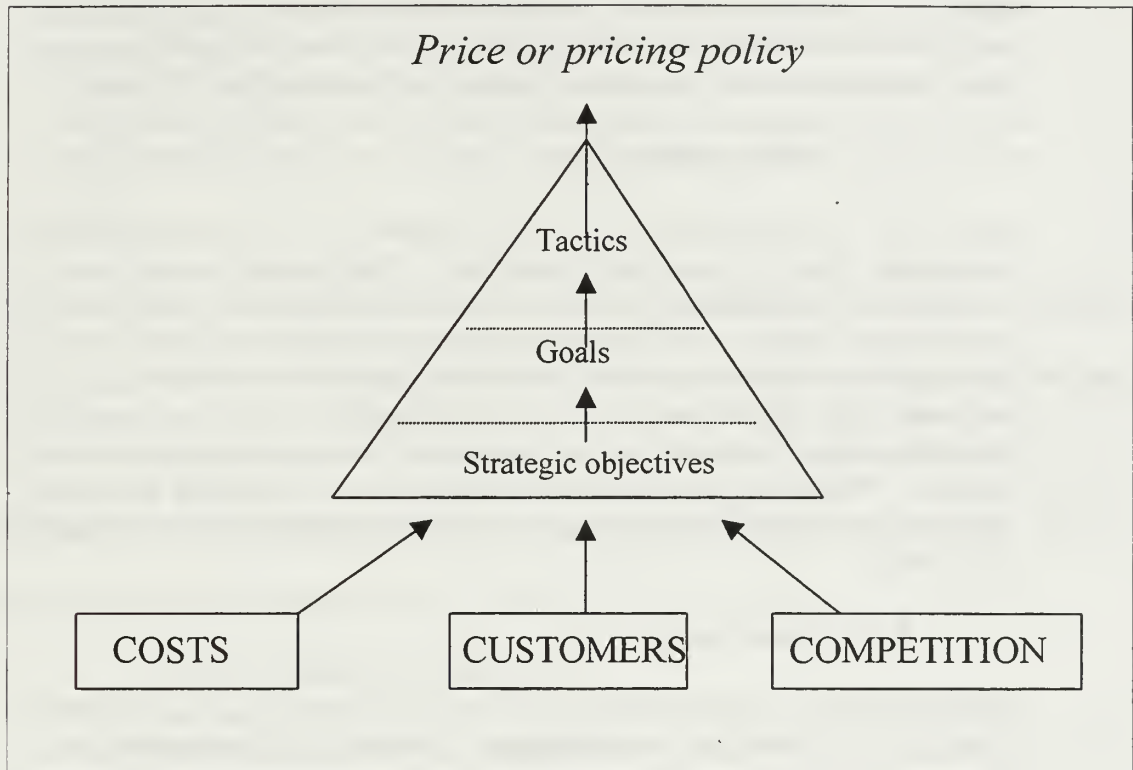 Price or pricing policy
Tactics
Goals
Strategic objectives
COSTS
CUSTOMERS
COMPETITION